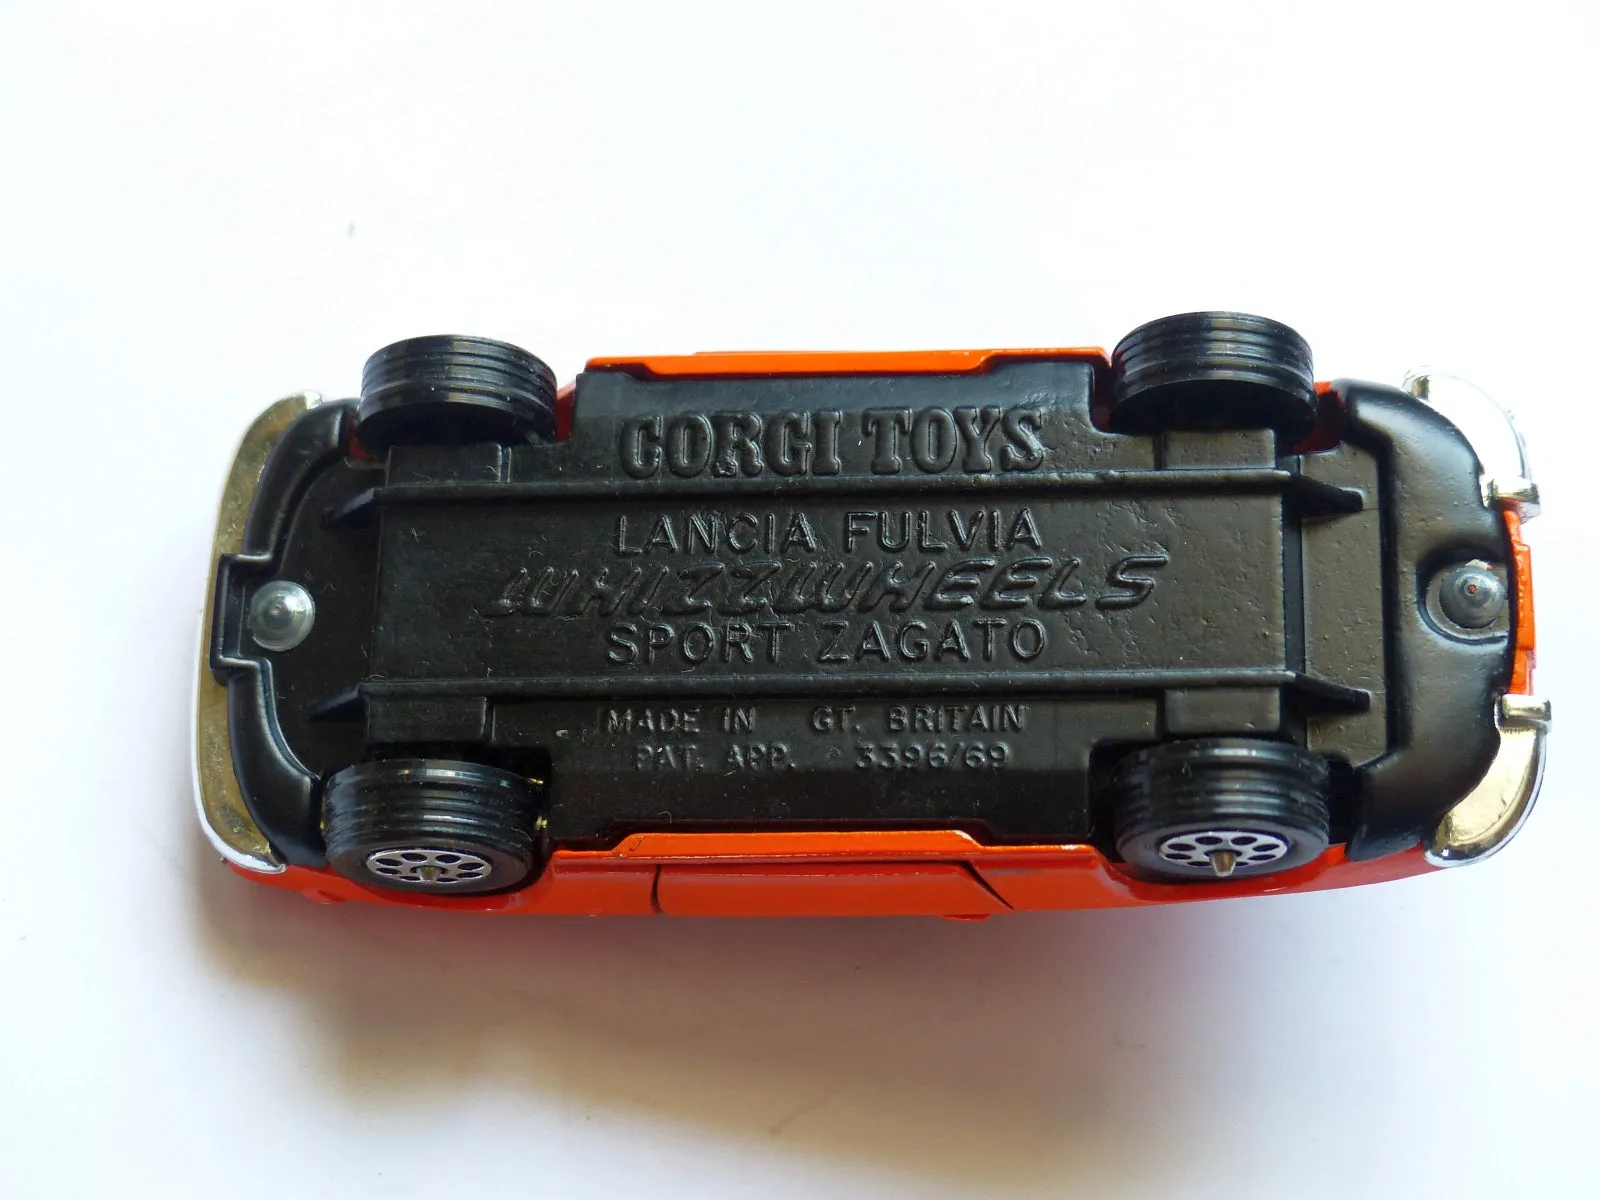 CORGI TOYS
LANCIA FULVIA
WHIZZWHEELS
SPORT ZAGATO
MADE IN GT. BRITAIN
PAT. APP. 3396/69